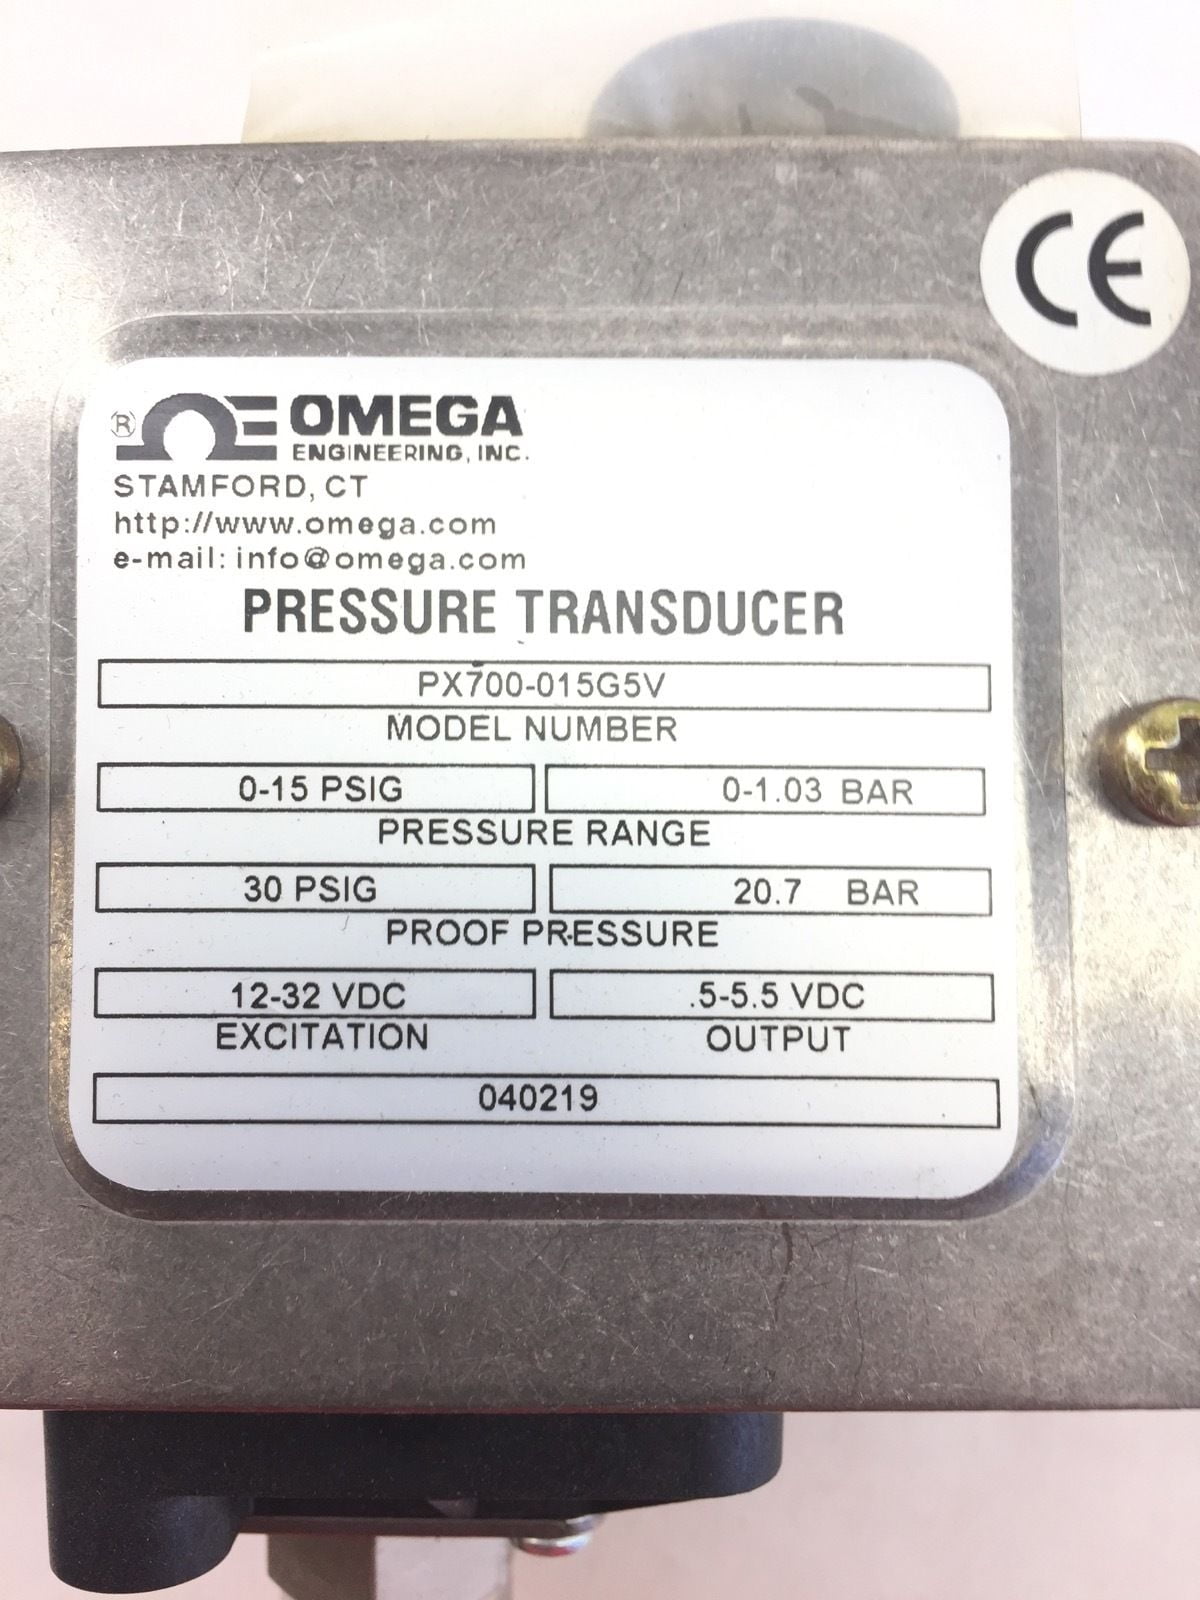 CE
® OMEGA
ENGINEERING, INC.
STAMFORD, CT
http://www.omega.com
e-mail: info@omega.com
PRESSURE TRANSDUCER
PX700-015G5V
MODEL NUMBER
0-15 PSIG 0-1.03 BAR
PRESSURE RANGE
30 PSIG 20.7 BAR
PROOF PRESSURE
12-32 VDC .5-5.5 VDC
EXCITATION OUTPUT
040219